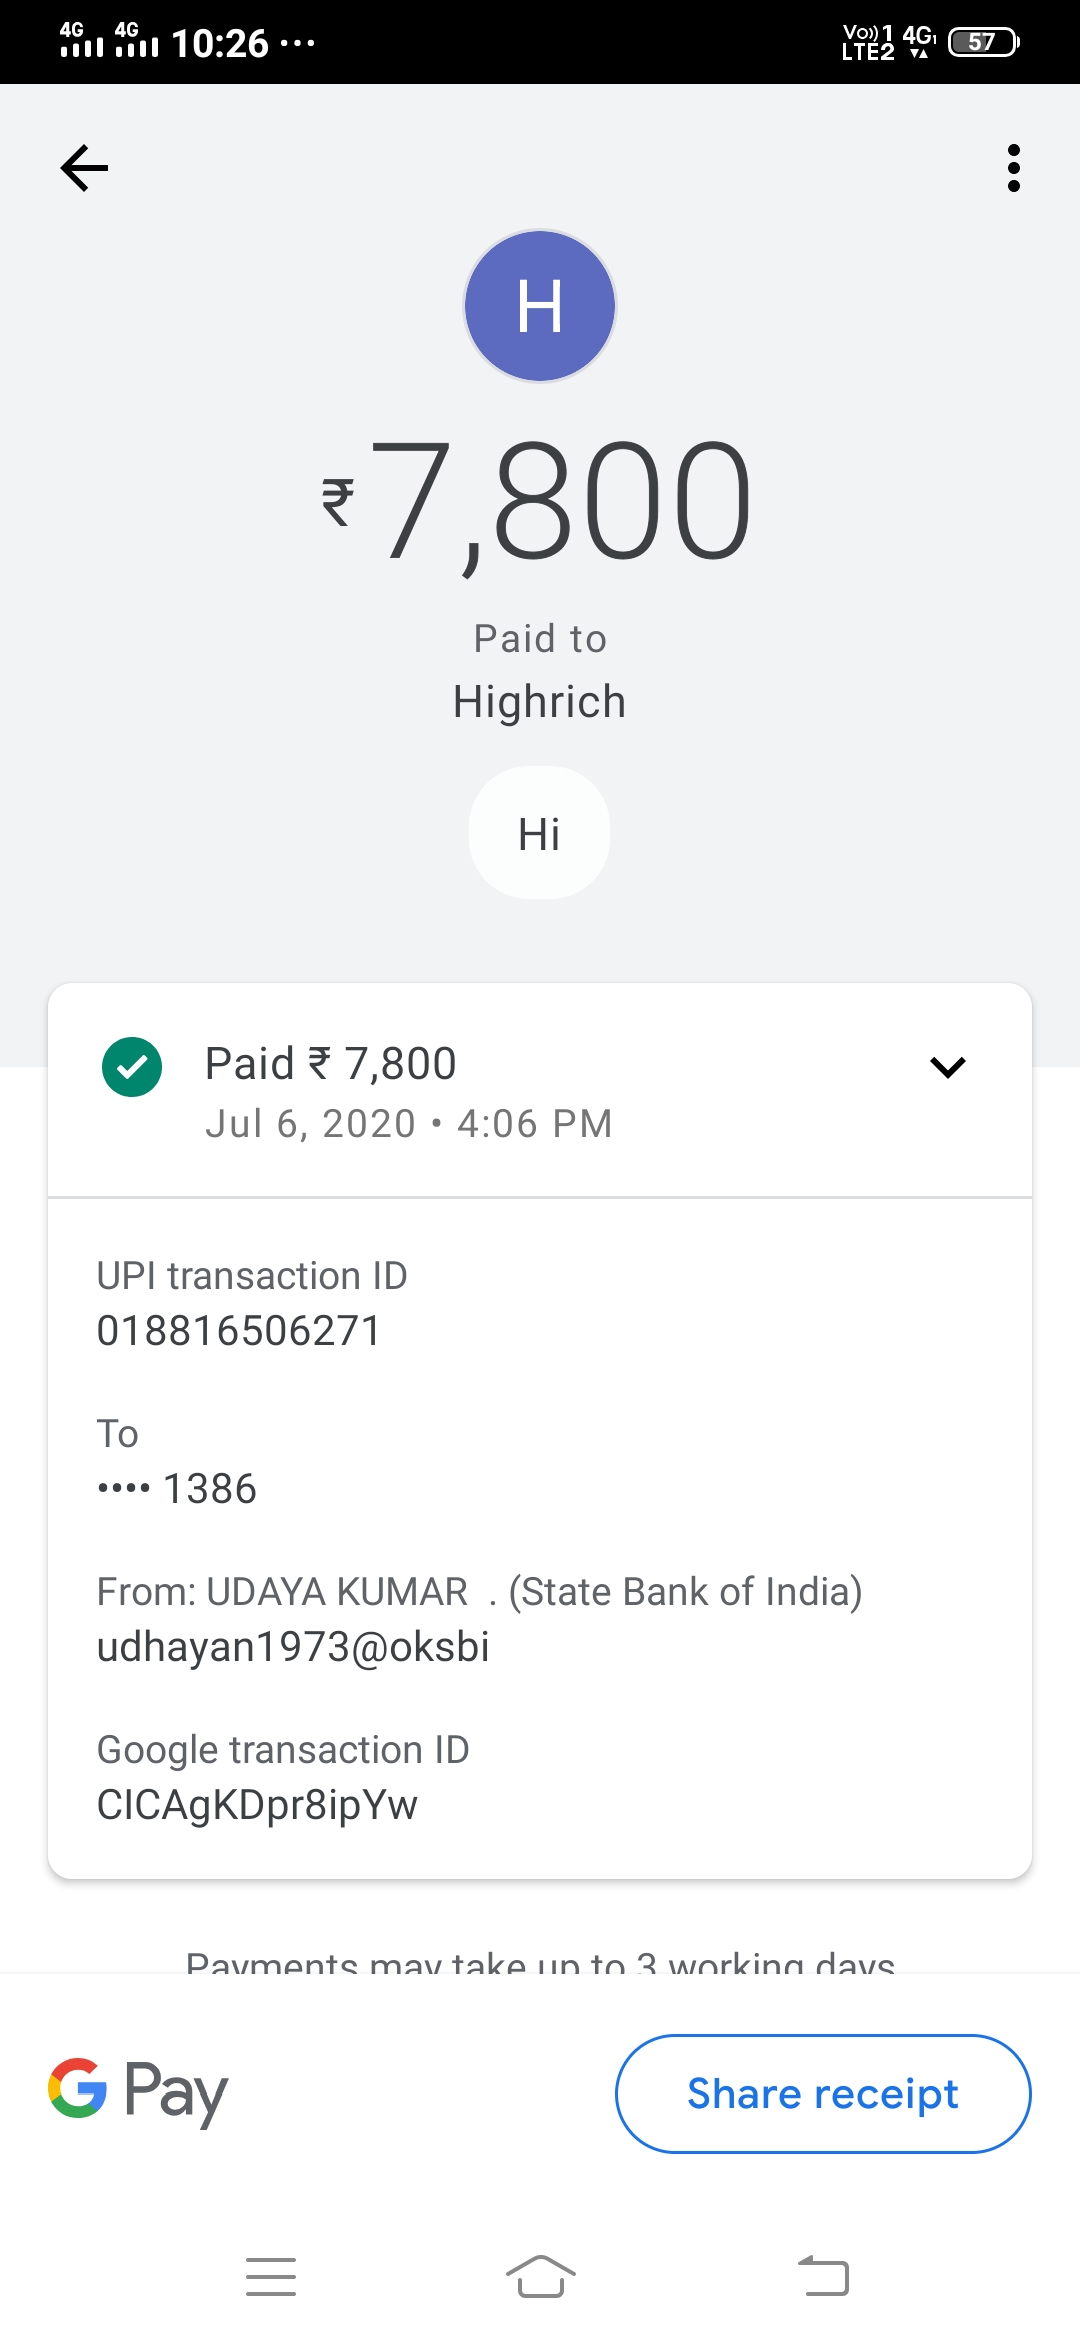 4G 4G 10:26 ...
Vo)) 1 4G1
LTE2
57
H
₹7,800
Paid to
Highrich
Hi
Paid ₹ 7,800
Jul 6, 2020 • 4:06 PM
UPI transaction ID
018816506271
To
•••• 1386
From: UDAYA KUMAR . (State Bank of India)
udhayan1973@oksbi
Google transaction ID
CICAgKDpr8ipYw
Payments may take up to 3 working days
G Pay
Share receipt